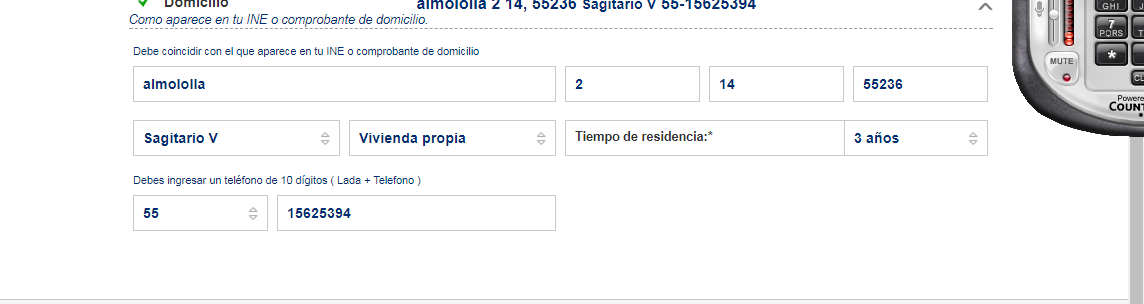 Domicilio
almololla 2 14, 55236 Sagitario V 55-15625394
Como aparece en tu INE o comprobante de domicilio.
Debe coincidir con el que aparece en tu INE o comprobante de domicilio
almololla 2 14 55236
Sagitario V Vivienda propia Tiempo de residencia:* 3 años
Debes ingresar un teléfono de 10 dígitos ( Lada + Telefono )
55 15625394
GHI
7
PQRS
MUTE
*
Powere
COUNT